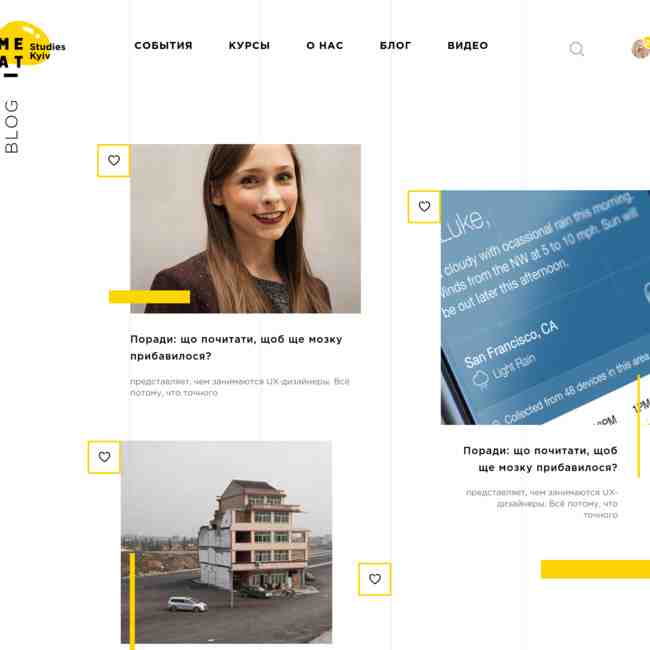 ME
AT
Studies
Kyiv
СОБЫТИЯ
КУРСЫ
О НАС
БЛОГ
ВИДЕО
BLOG
Поради: що почитати, щоб ще мозку
прибавилося?
представляет, чем занимаются UX-дизайнеры. Всё
потому, что точного
Luke,
cloudy with ocassional rain this morning.
Winds from the NW at 5 to 10 mph. Sun will
be out later this afternoon.
San Francisco, CA
Light Rain
Collected from 48 devices in this area
Поради: що почитати, щоб
ще мозку прибавилося?
представляет, чем занимаются UX-
дизайнеры. Всё потому, что
точного